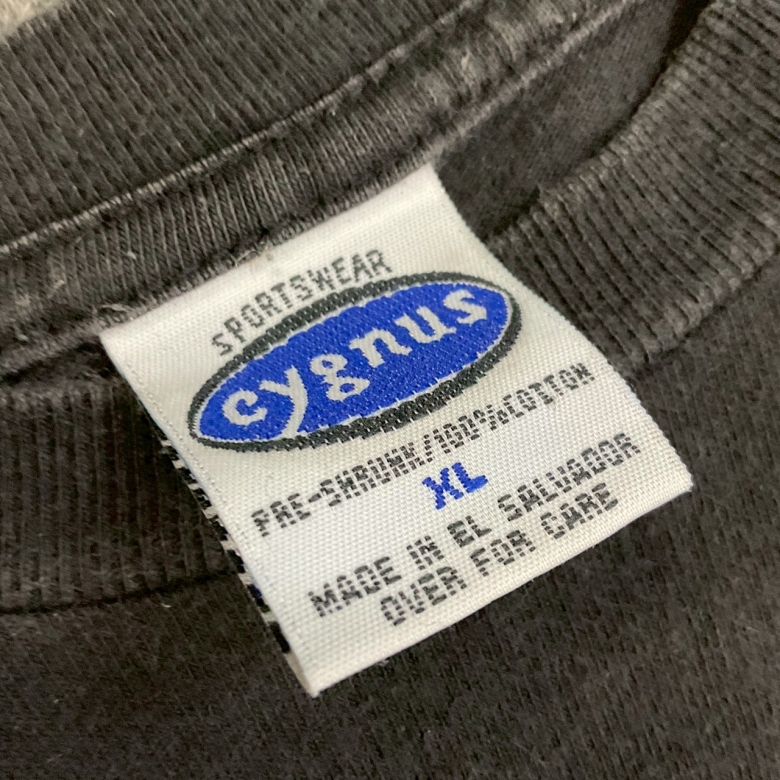 SPORTSWEAR
cygnus
PRE-SHRUNK/100%COTTON
XL
MADE IN EL SALVADOR
OVER FOR CARE